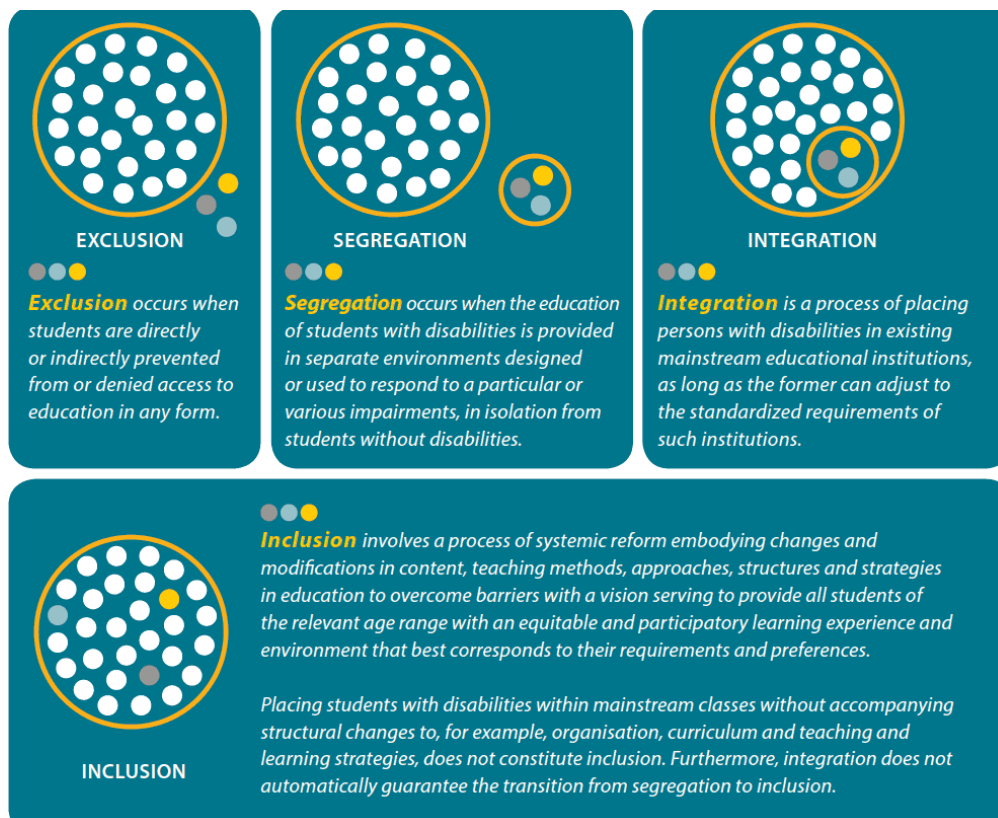 EXCLUSION
Exclusion occurs when
students are directly
or indirectly prevented
from or denied access to
education in any form.
SEGREGATION
Segregation occurs when the education
of students with disabilities is provided
in separate environments designed
or used to respond to a particular or
various impairments, in isolation from
students without disabilities.
INTEGRATION
Integration is a process of placing
persons with disabilities in existing
mainstream educational institutions,
as long as the former can adjust to
the standardized requirements of
such institutions.
INCLUSION
Inclusion involves a process of systemic reform embodying changes and
modifications in content, teaching methods, approaches, structures and strategies
in education to overcome barriers with a vision serving to provide all students of
the relevant age range with an equitable and participatory learning experience and
environment that best corresponds to their requirements and preferences.
Placing students with disabilities within mainstream classes without accompanying
structural changes to, for example, organisation, curriculum and teaching and
learning strategies, does not constitute inclusion. Furthermore, integration does not
automatically guarantee the transition from segregation to inclusion.